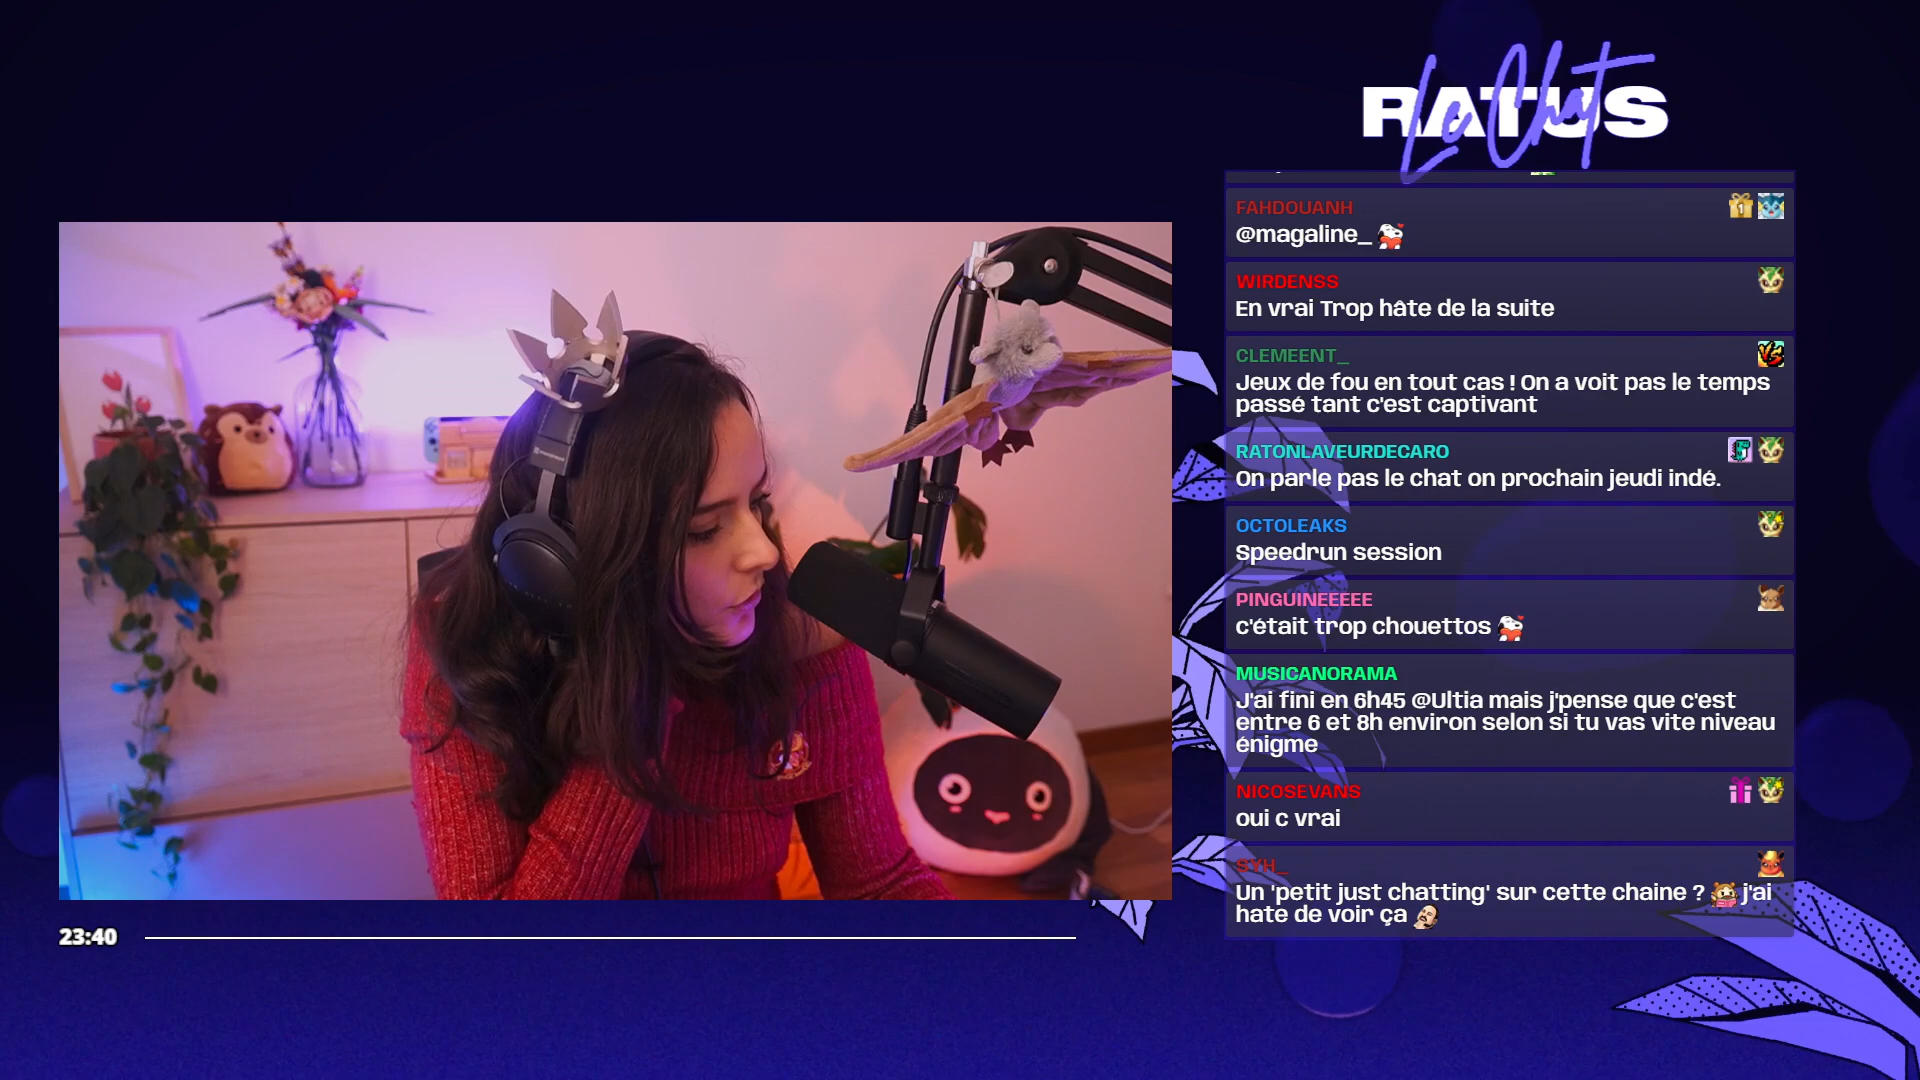 RATUS
Le Chat
FAHDOUANH
@magaline_
WIRDENSS
En vrai Trop hâte de la suite
CLEMEENT_
Jeux de fou en tout cas ! On a voit pas le temps
passé tant c'est captivant
RATONLAVEURDECARO
On parle pas le chat on prochain jeudi indé.
OCTOLEAKS
Speedrun session
PINGUINEEEEE
c'était trop chouettos
MUSICANORAMA
J'ai fini en 6h45 @Ultia mais j'pense que c'est
entre 6 et 8h environ selon si tu vas vite niveau
énigme
NICOSEVANS
oui c vrai
SYH_
Un 'petit just chatting' sur cette chaine ? j'ai
hate de voir ça
23:40